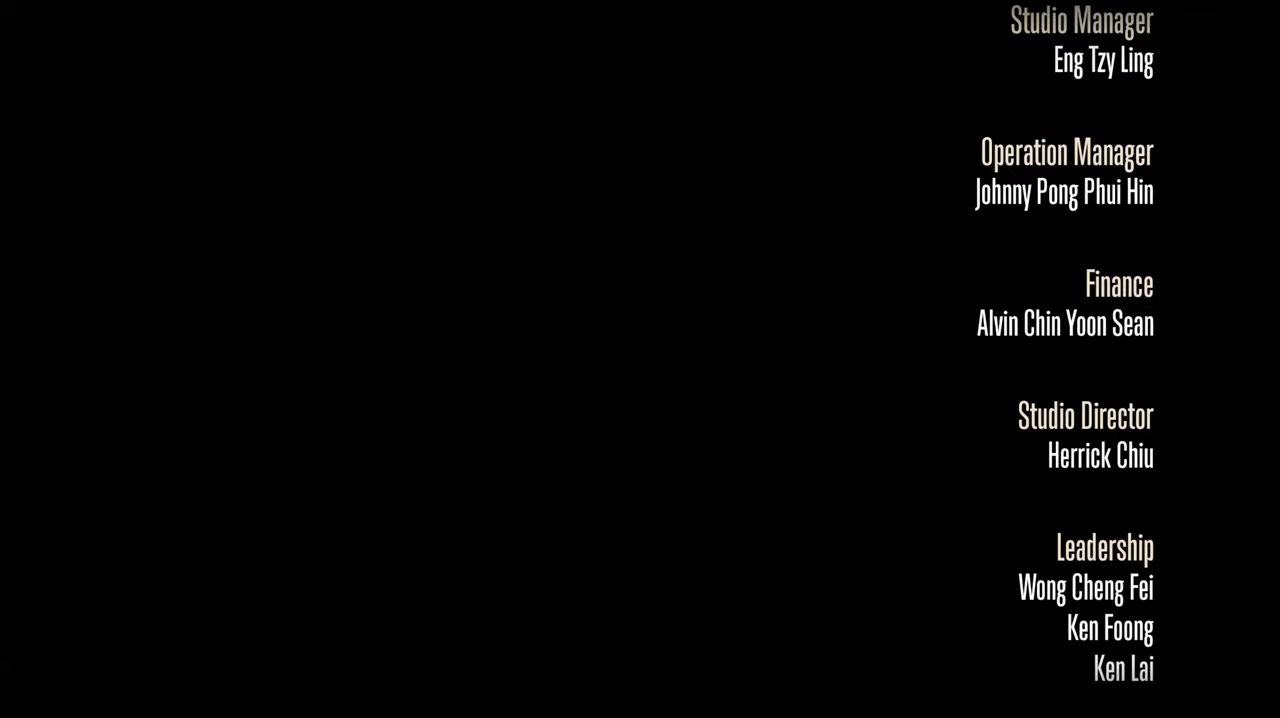 Studio Manager
Eng Tzy Ling
Operation Manager
Johnny Pong Phui Hin
Finance
Alvin Chin Yoon Sean
Studio Director
Herrick Chiu
Leadership
Wong Cheng Fei
Ken Foong
Ken Lai